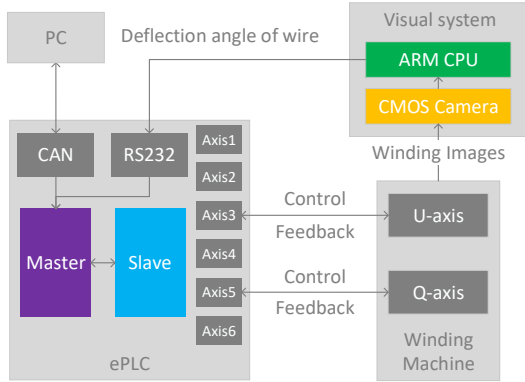 Visual system
PC
Deflection angle of wire
ARM CPU
CMOS Camera
Winding Images
CAN
RS232
Axis1
Axis2
Axis3
Axis4
Axis5
Axis6
Master
Slave
ePLC
Control
Feedback
Control
Feedback
U-axis
Q-axis
Winding
Machine